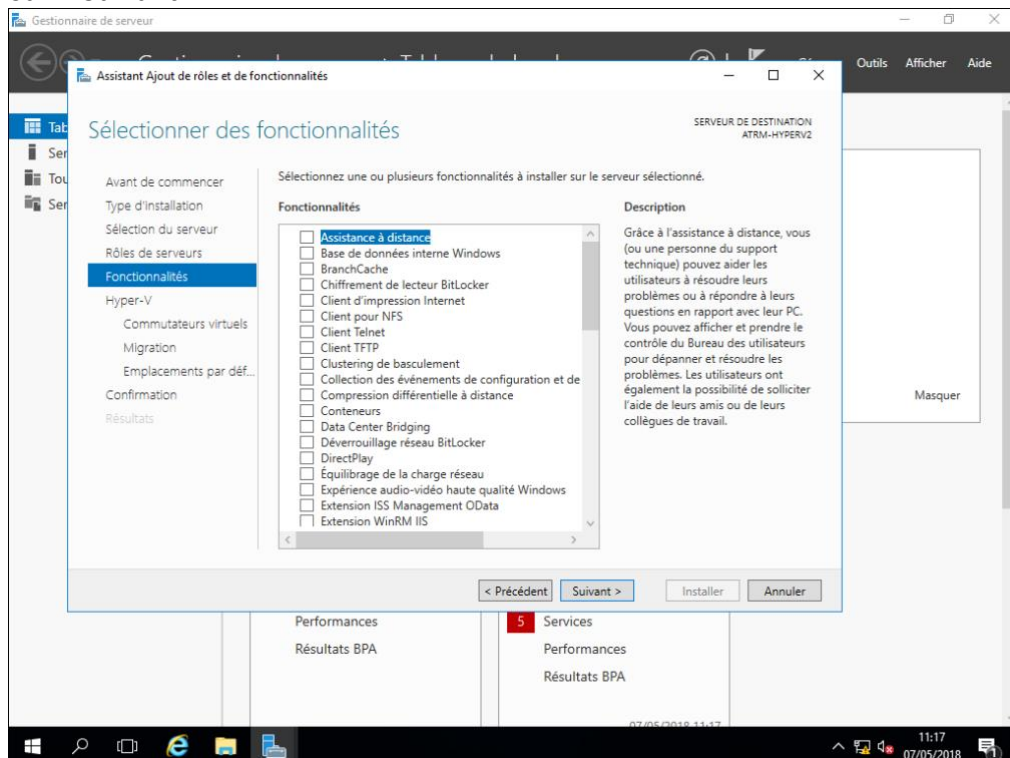 Gestionnaire de serveur
Outils Afficher Aide
Assistant Ajout de rôles et de fonctionnalités
Sélectionner des fonctionnalités
SERVEUR DE DESTINATION
ATRM-HYPERV2
Tab
Ser
Tou
Ser
Avant de commencer
Type d'installation
Sélection du serveur
Rôles de serveurs
Fonctionnalités
Hyper-V
Commutateurs virtuels
Migration
Emplacements par déf...
Confirmation
Résultats
Sélectionnez une ou plusieurs fonctionnalités à installer sur le serveur sélectionné.
Fonctionnalités
Assistance à distance
Base de données interne Windows
BranchCache
Chiffrement de lecteur BitLocker
Client d'impression Internet
Client pour NFS
Client Telnet
Client TFTP
Clustering de basculement
Collection des événements de configuration et de
Compression différentielle à distance
Conteneurs
Data Center Bridging
Déverrouillage réseau BitLocker
DirectPlay
Équilibrage de la charge réseau
Expérience audio-vidéo haute qualité Windows
Extension ISS Management OData
Extension WinRM IIS
Description
Grâce à l'assistance à distance, vous
(ou une personne du support
technique) pouvez aider les
utilisateurs à résoudre leurs
problèmes ou à répondre à leurs
questions en rapport avec leur PC.
Vous pouvez afficher et prendre le
contrôle du Bureau des utilisateurs
pour dépanner et résoudre les
problèmes. Les utilisateurs ont
également la possibilité de solliciter
l'aide de leurs amis ou de leurs
collègues de travail.
Masquer
< Précédent Suivant > Installer Annuler
Performances
Résultats BPA
5 Services
Performances
Résultats BPA
07/05/2018 11:17
11:17
07/05/2018
1